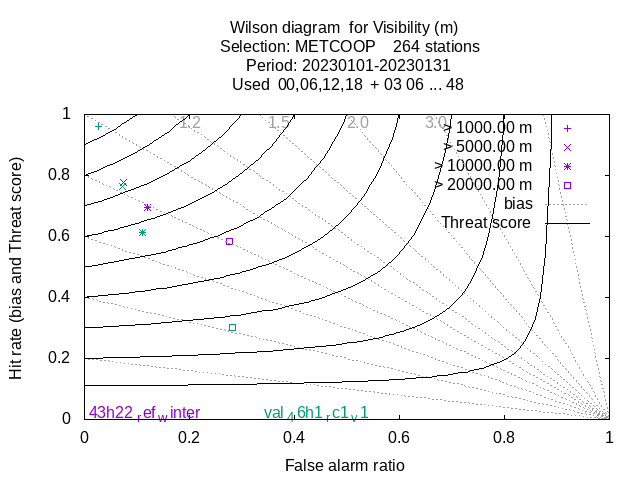 Wilson diagram for Visibility (m)
Selection: METCOOP 264 stations
Period: 20230101-20230131
Used 00,06,12,18 + 03 06 ... 48
1.2 1.5 2.0 3.0
> 1000.00 m
> 5000.00 m
> 10000.00 m
> 20000.00 m
bias
Threat score
Hit rate (bias and Threat score)
1
0.8
0.6
0.4
0.2
0
43h22 refwinter val46h1rc1v1
0 0.2 0.4 0.6 0.8 1
False alarm ratio